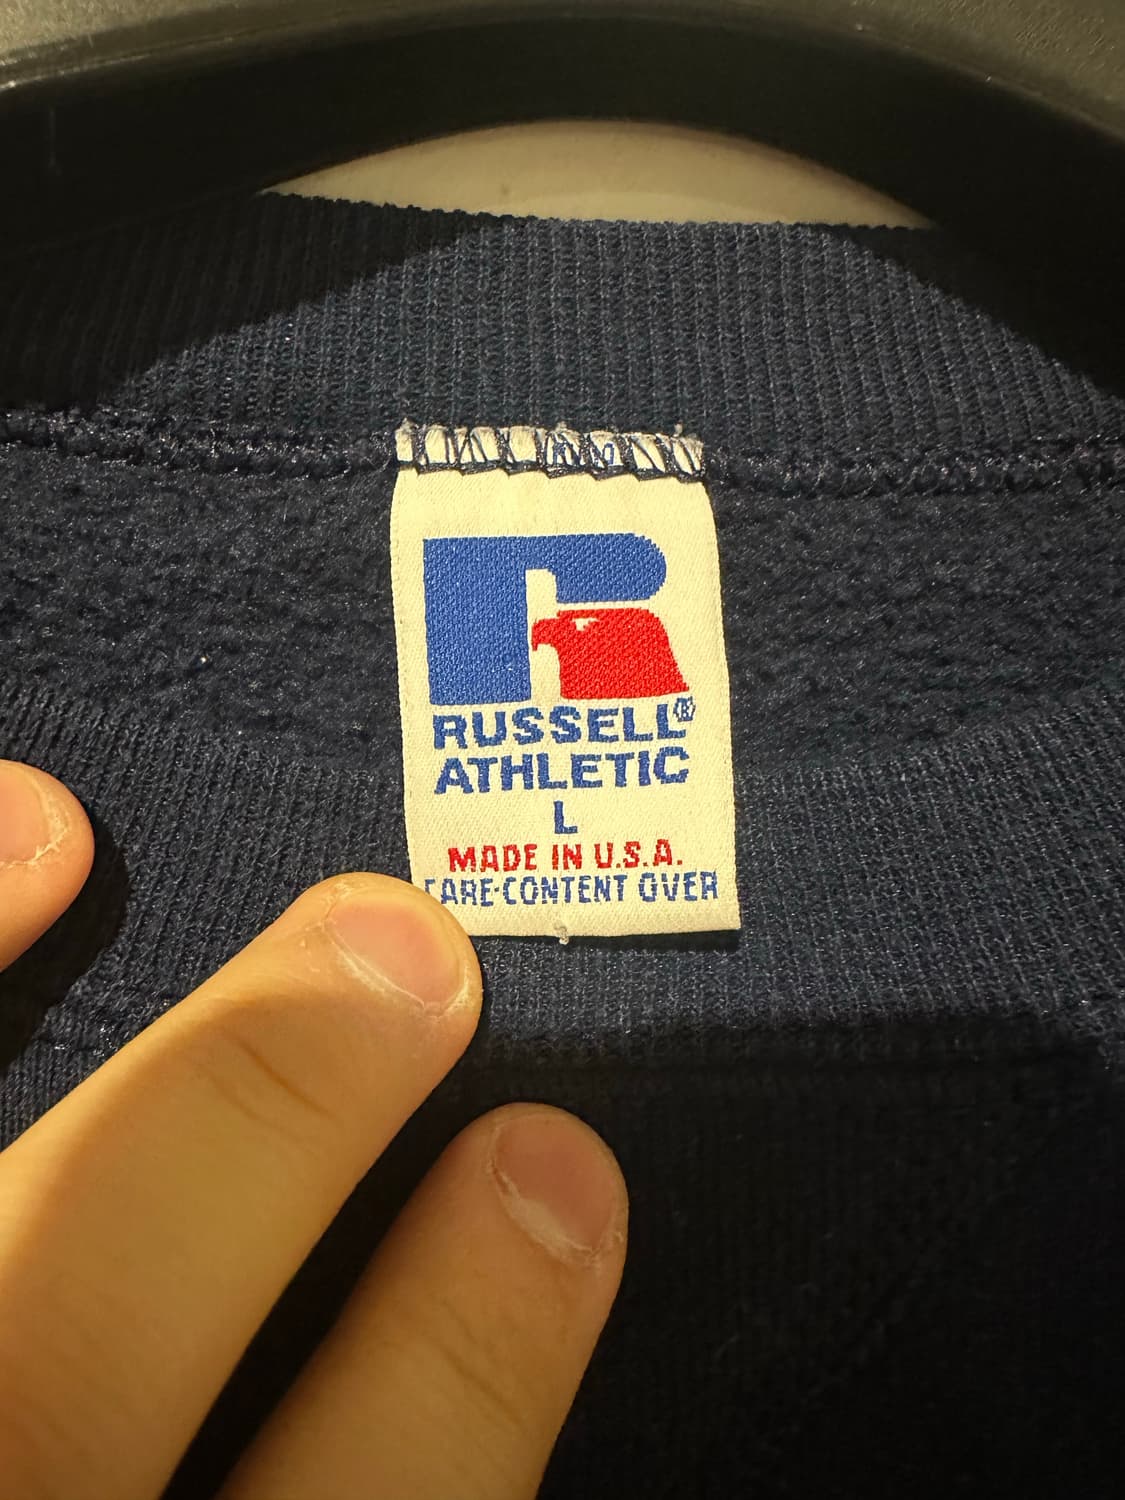 RUSSELL®
ATHLETIC
L
MADE IN U.S.A.
CARE·CONTENT OVER